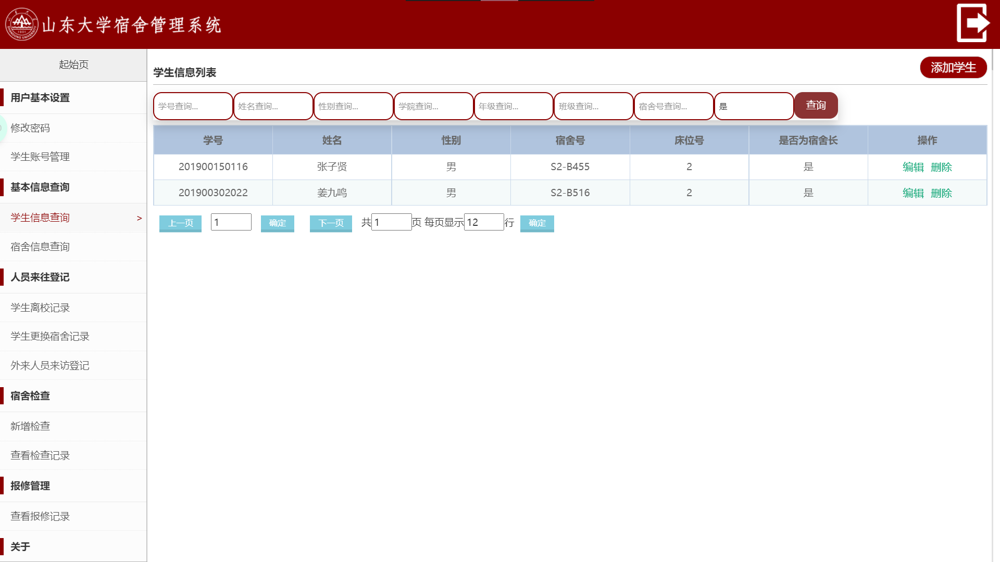 山东大学宿舍管理系统
SHANDONG UNIVERSITY
1901
起始页
用户基本设置
修改密码
学生账号管理
基本信息查询
学生信息查询 >
宿舍信息查询
人员来往登记
学生离校记录
学生更换宿舍记录
外来人员来访登记
宿舍检查
新增检查
查看检查记录
报修管理
查看报修记录
关于
学生信息列表 添加学生
学号查询... 姓名查询... 性别查询... 学院查询... 年级查询... 班级查询... 宿舍号查询... 是 查询
学号 姓名 性别 宿舍号 床位号 是否为宿舍长 操作
201900150116 张子贤 男 S2-B455 2 是 编辑 删除
201900302022 姜九鸣 男 S2-B516 2 是 编辑 删除
上一页 1 确定 下一页 共1页 每页显示12行 确定